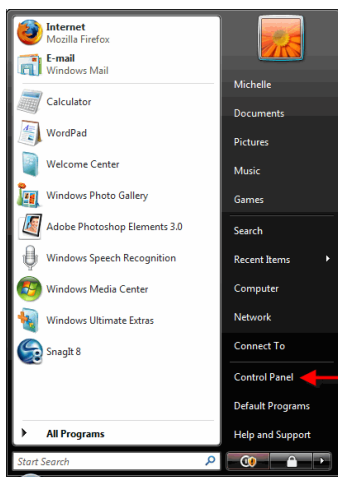 Internet
Mozilla Firefox
E-mail
Windows Mail
Calculator
WordPad
Welcome Center
Windows Photo Gallery
Adobe Photoshop Elements 3.0
Windows Speech Recognition
Windows Media Center
Windows Ultimate Extras
SnagIt 8
All Programs
Start Search
Michelle
Documents
Pictures
Music
Games
Search
Recent Items
Computer
Network
Connect To
Control Panel
Default Programs
Help and Support